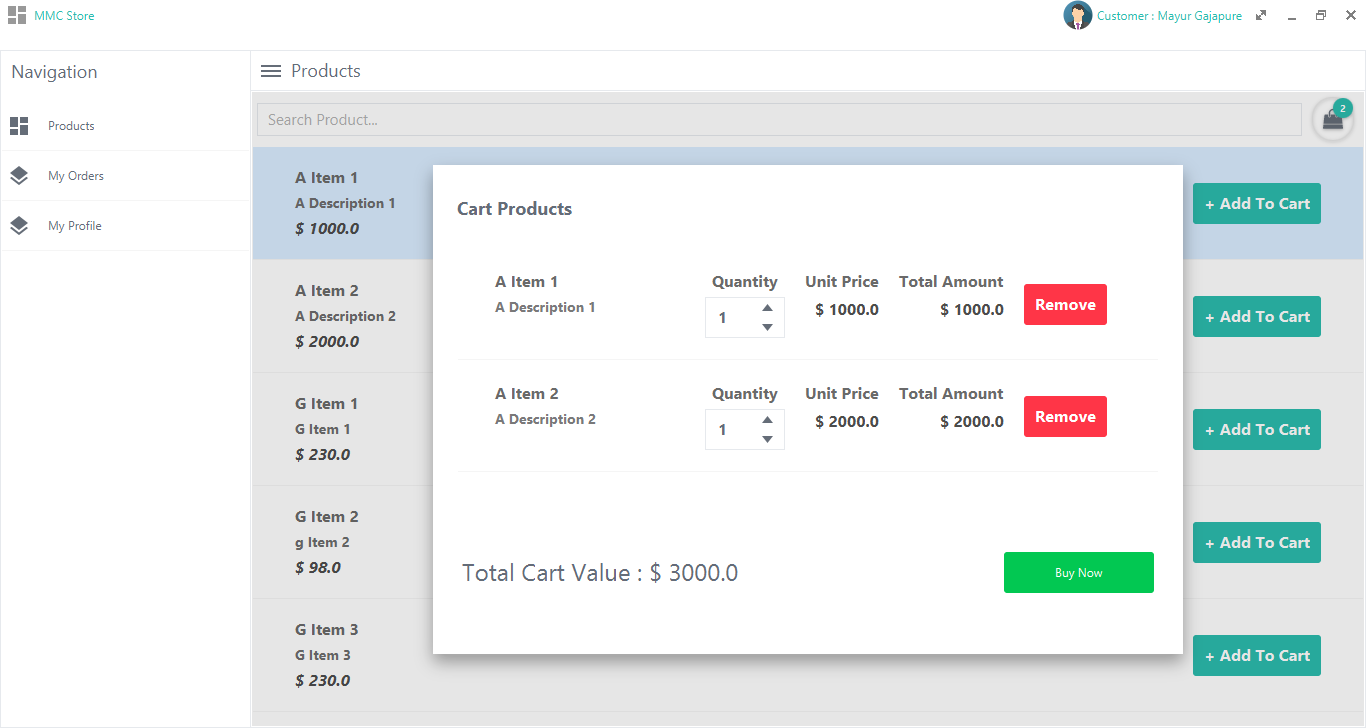 MMC Store
Customer : Mayur Gajapure
Navigation
Products
My Orders
My Profile
Products
Search Product...
2
A Item 1
A Description 1
$ 1000.0
+ Add To Cart
A Item 2
A Description 2
$ 2000.0
+ Add To Cart
G Item 1
G Item 1
$ 230.0
+ Add To Cart
G Item 2
g Item 2
$ 98.0
+ Add To Cart
G Item 3
G Item 3
$ 230.0
+ Add To Cart
Cart Products
A Item 1
A Description 1
Quantity
1
Unit Price
$ 1000.0
Total Amount
$ 1000.0
Remove
A Item 2
A Description 2
Quantity
1
Unit Price
$ 2000.0
Total Amount
$ 2000.0
Remove
Total Cart Value : $ 3000.0
Buy Now